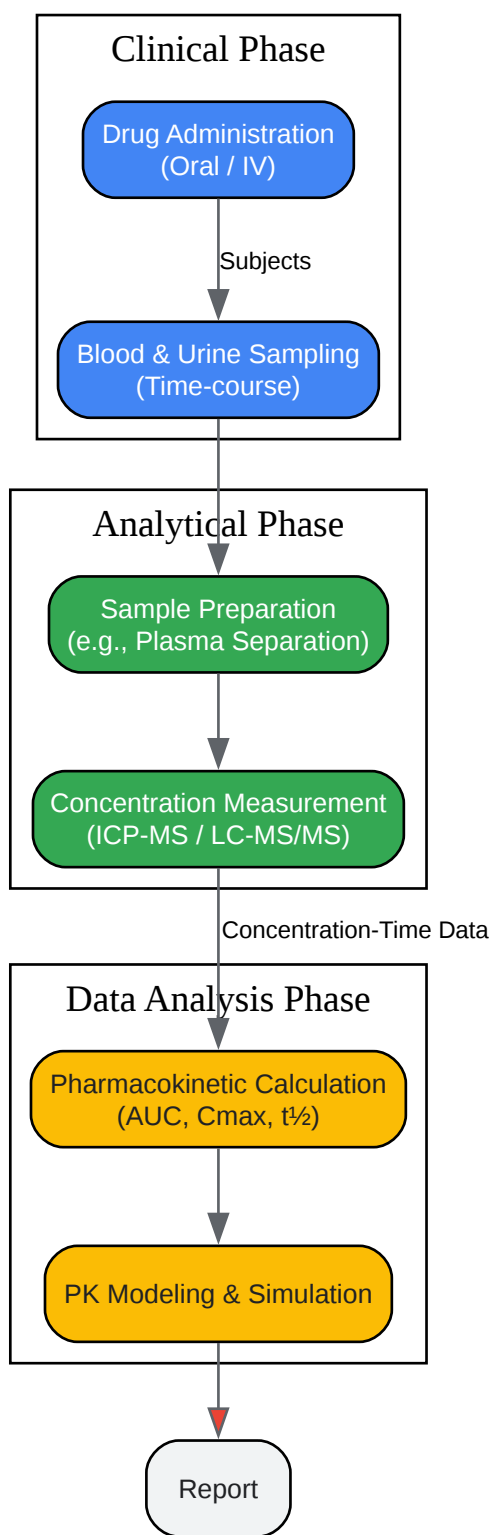 Clinical Phase
Drug Administration
(Oral / IV)
Subjects
Blood & Urine Sampling
(Time-course)
Analytical Phase
Sample Preparation
(e.g., Plasma Separation)
Concentration Measurement
(ICP-MS / LC-MS/MS)
Concentration-Time Data
Data Analysis Phase
Pharmacokinetic Calculation
(AUC, Cmax, t½)
PK Modeling & Simulation
Report